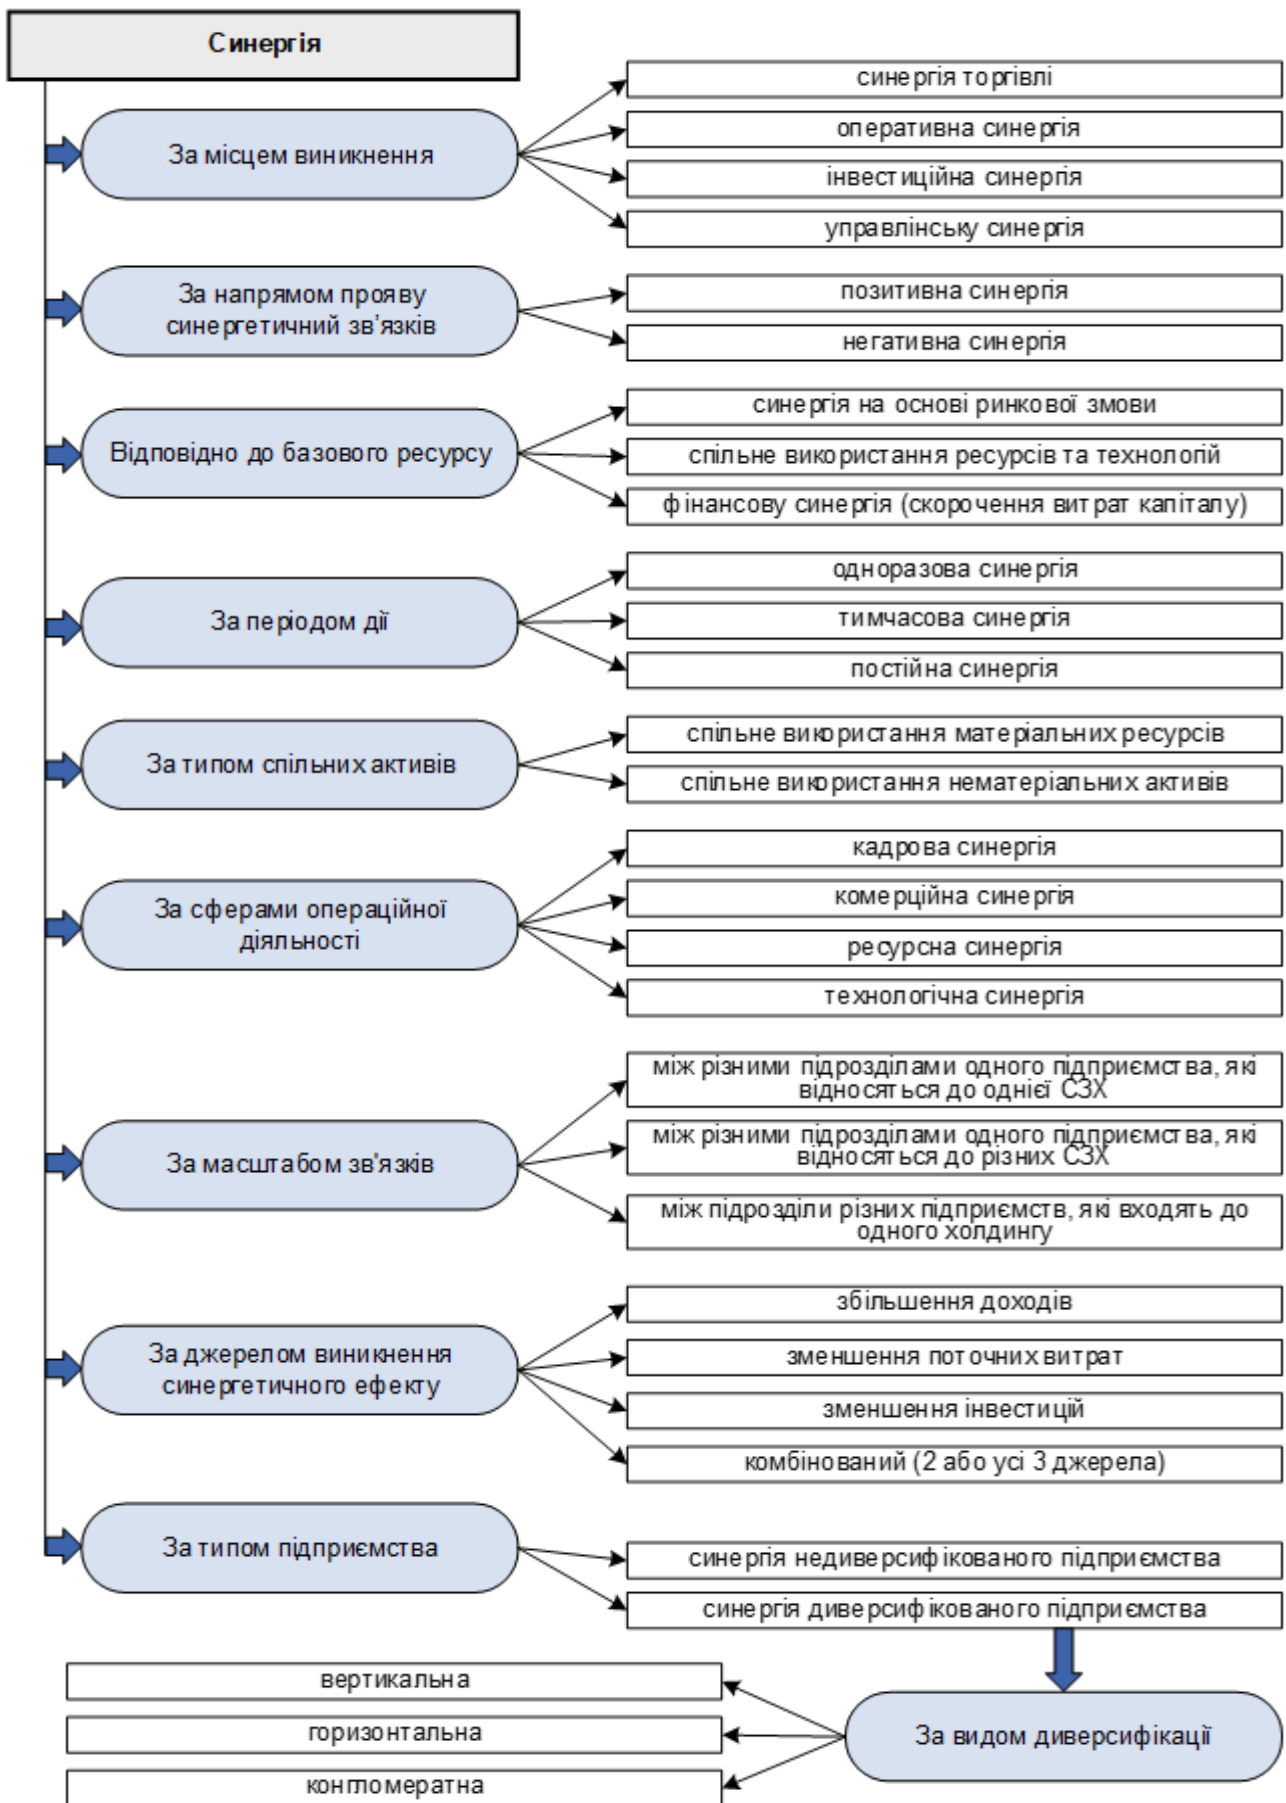 Синергія
За місцем виникнення
синергія торгівлі
оперативна синергія
інвестиційна синергія
управлінську синергія
За напрямом прояву
синергетичний зв’язків
позитивна синергія
негативна синергія
Відповідно до базового ресурсу
синергія на основі ринкової змови
спільне використання ресурсів та технологій
фінансову синергія (скорочення витрат капіталу)
За періодом дії
одноразова синергія
тимчасова синергія
постійна синергія
За типом спільних активів
спільне використання матеріальних ресурсів
спільне використання нематеріальних активів
За сферами операційної
діяльності
кадрова синергія
комерційна синергія
ресурсна синергія
технологічна синергія
За масштабом зв'язків
між різними підрозділами одного підприємства, які
відносяться до однієї СЗХ
між різними підрозділами одного підприємства, які
відносяться до різних СЗХ
між підрозділи різних підприємств, які входять до
одного холдингу
За джерелом виникнення
синергетичного ефекту
збільшення доходів
зменшення поточних витрат
зменшення інвестицій
комбінований (2 або усі 3 джерела)
За типом підприємства
синергія недиверсифікованого підприємства
синергія диверсифікованого підприємства
За видом диверсифікації
вертикальна
горизонтальна
конгломератна